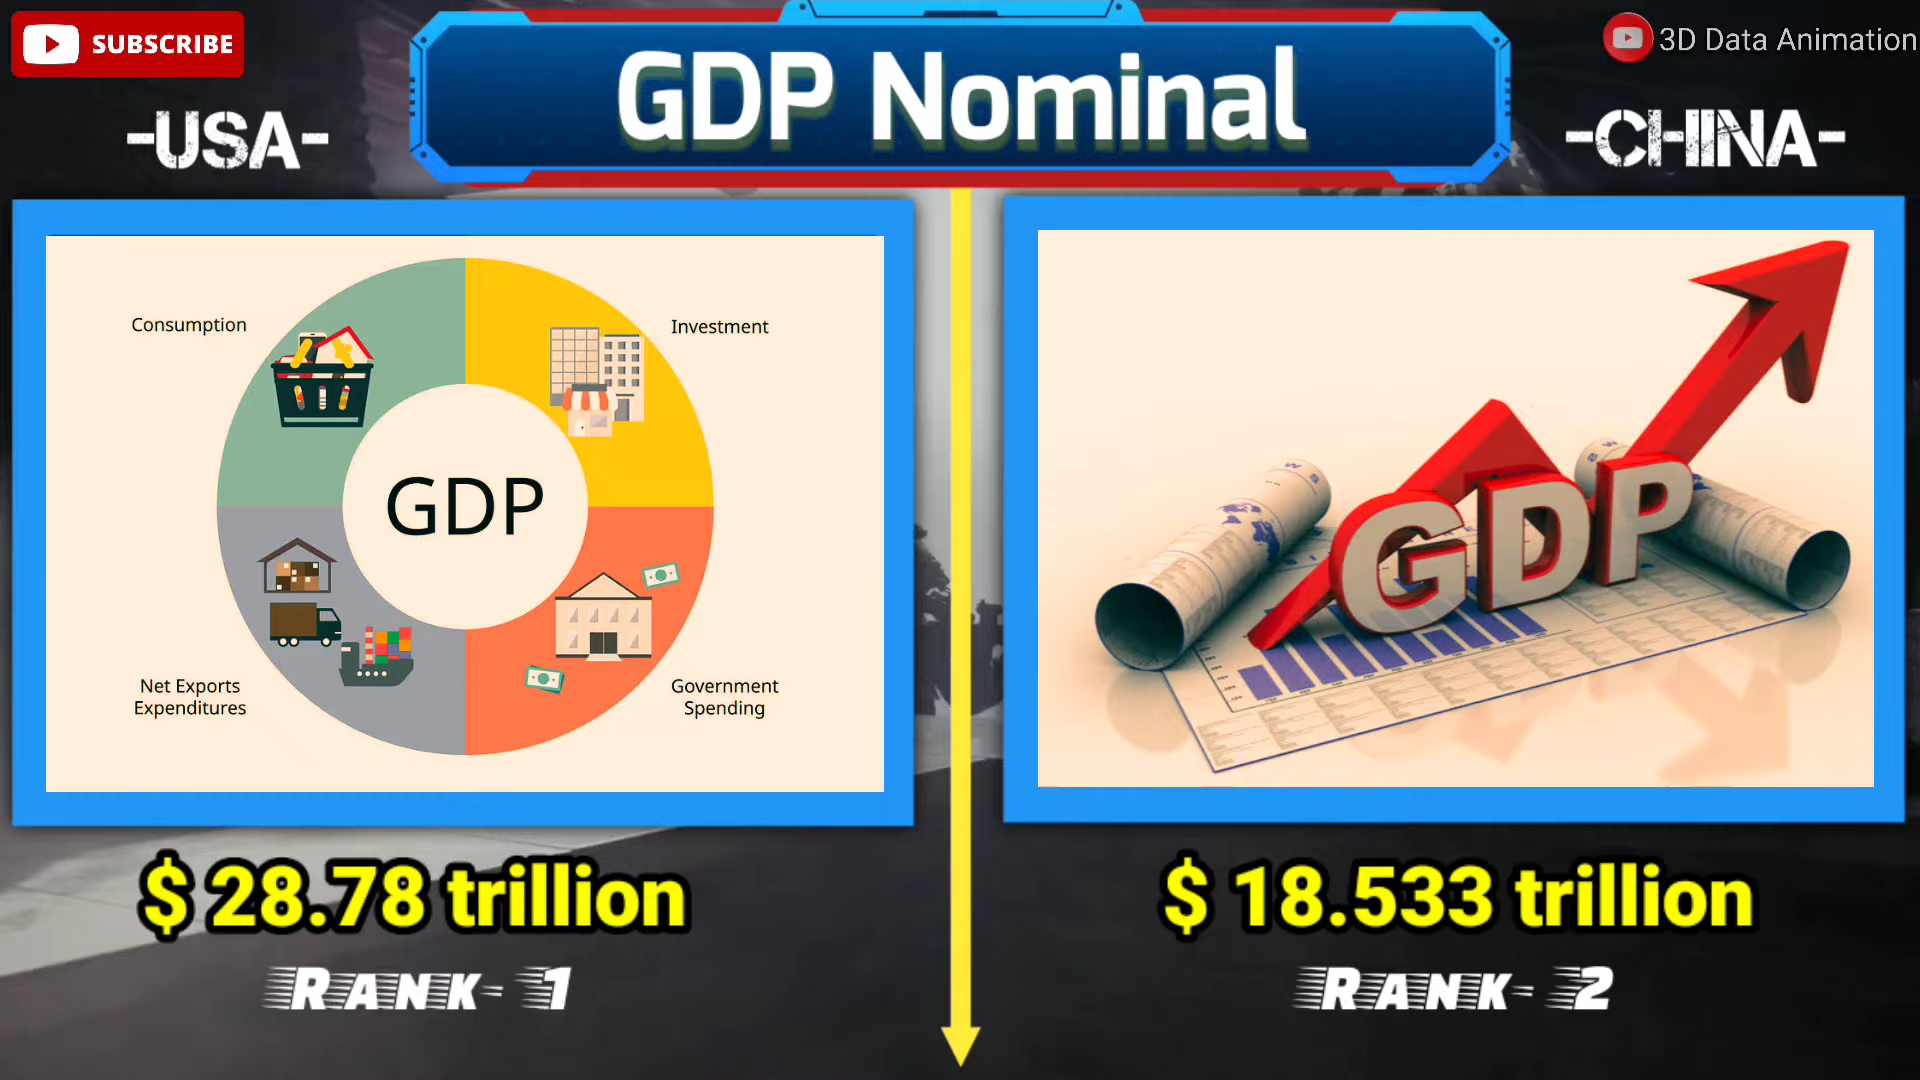 SUBSCRIBE
GDP Nominal
3D Data Animation
-USA-
-CHINA-
Consumption
Investment
GDP
Net Exports
Expenditures
Government
Spending
GDP
$ 28.78 trillion
$ 18.533 trillion
RANK- 1
RANK- 2